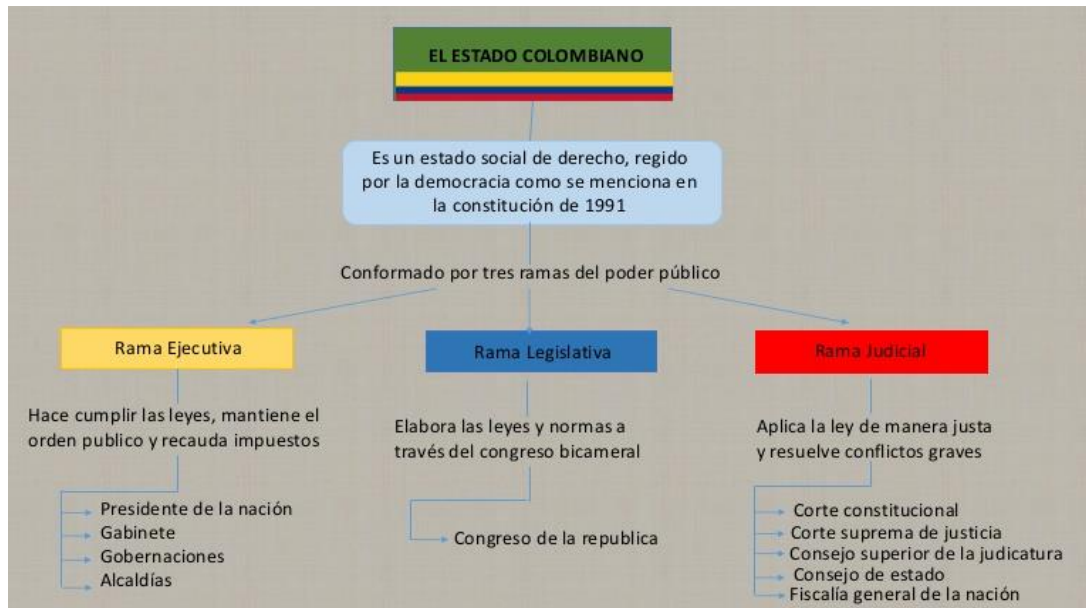 EL ESTADO COLOMBIANO
Es un estado social de derecho, regido
por la democracia como se menciona en
la constitución de 1991
Conformado por tres ramas del poder público
Rama Ejecutiva
Hace cumplir las leyes, mantiene el
orden publico y recauda impuestos
Presidente de la nación
Gabinete
Gobernaciones
Alcaldías
Rama Legislativa
Elabora las leyes y normas a
través del congreso bicameral
Congreso de la republica
Rama Judicial
Aplica la ley de manera justa
y resuelve conflictos graves
Corte constitucional
Corte suprema de justicia
Consejo superior de la judicatura
Consejo de estado
Fiscalía general de la nación